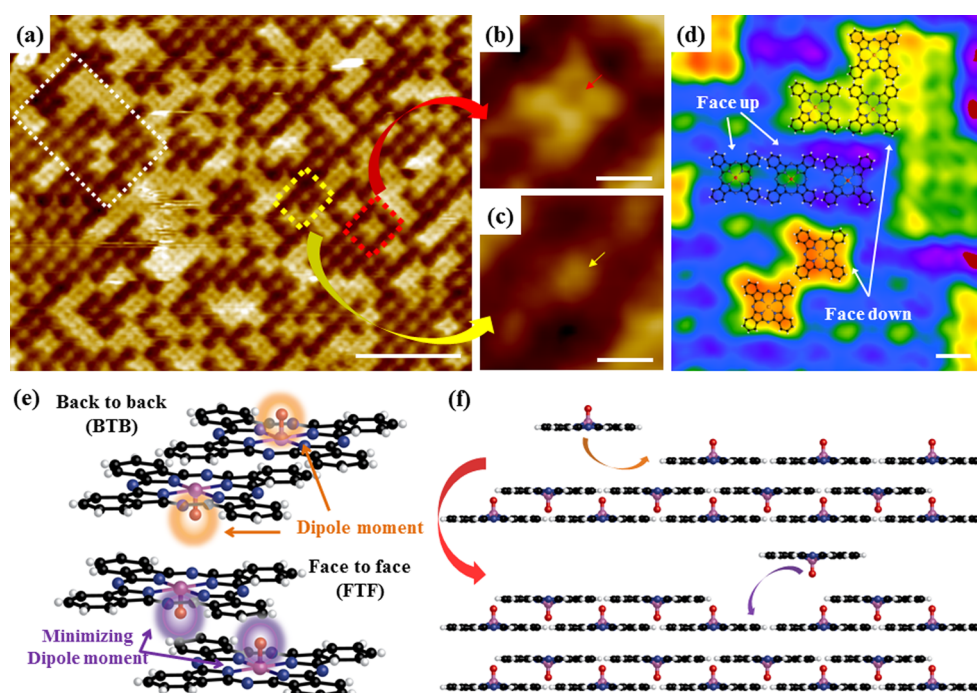 (a)
(b)
(c)
(d)
Face up
Face down
(e)
Back to back
(BTB)
Dipole moment
Face to face
(FTF)
Minimizing
Dipole moment
(f)